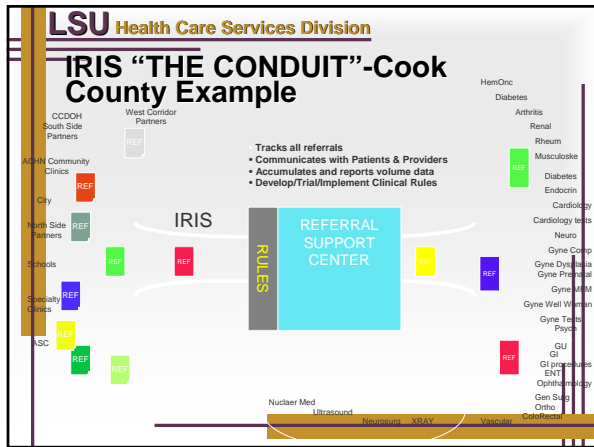 LSU Health Care Services Division
IRIS “THE CONDUIT”-Cook
County Example
CCDOH
South Side
Partners
West Corridor
Partners
REF
ACHN Community
Clinics
REF
City
North Side
Partners
REF
Schools
REF
REF
Specialty
Clinics
REF
ASC
REF
REF
REF
IRIS
• Tracks all referrals
• Communicates with Patients & Providers
• Accumulates and reports volume data
• Develop/Trial/Implement Clinical Rules
RULES
REFERRAL
SUPPORT
CENTER
REF
REF
REF
REF
HemOnc
Diabetes
Arthritis
Renal
Rheum
Musculoske
Diabetes
Endocrin
Cardiology
Cardiology tests
Neuro
Gyne Comp
Gyne Dysplasia
Gyne Prenatal
Gyne MFM
Gyne Well Woman
Gyne Tests
Psych
GU
GI
GI procedures
ENT
Ophthalmology
Gen Surg
Ortho
ColoRectal
Nuclaer Med
Ultrasound
Neurosurg
XRAY
Vascular